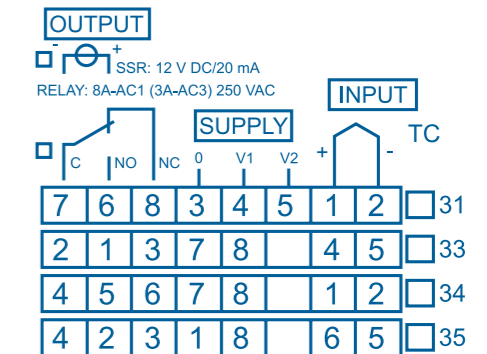 OUTPUT
- +
SSR: 12 V DC/20 mA
RELAY: 8A-AC1 (3A-AC3) 250 VAC
INPUT
SUPPLY
TC
C NO NC 0 V1 V2 + -
7 6 8 3 4 5 1 2 31
2 1 3 7 8 4 5 33
4 5 6 7 8 1 2 34
4 2 3 1 8 6 5 35